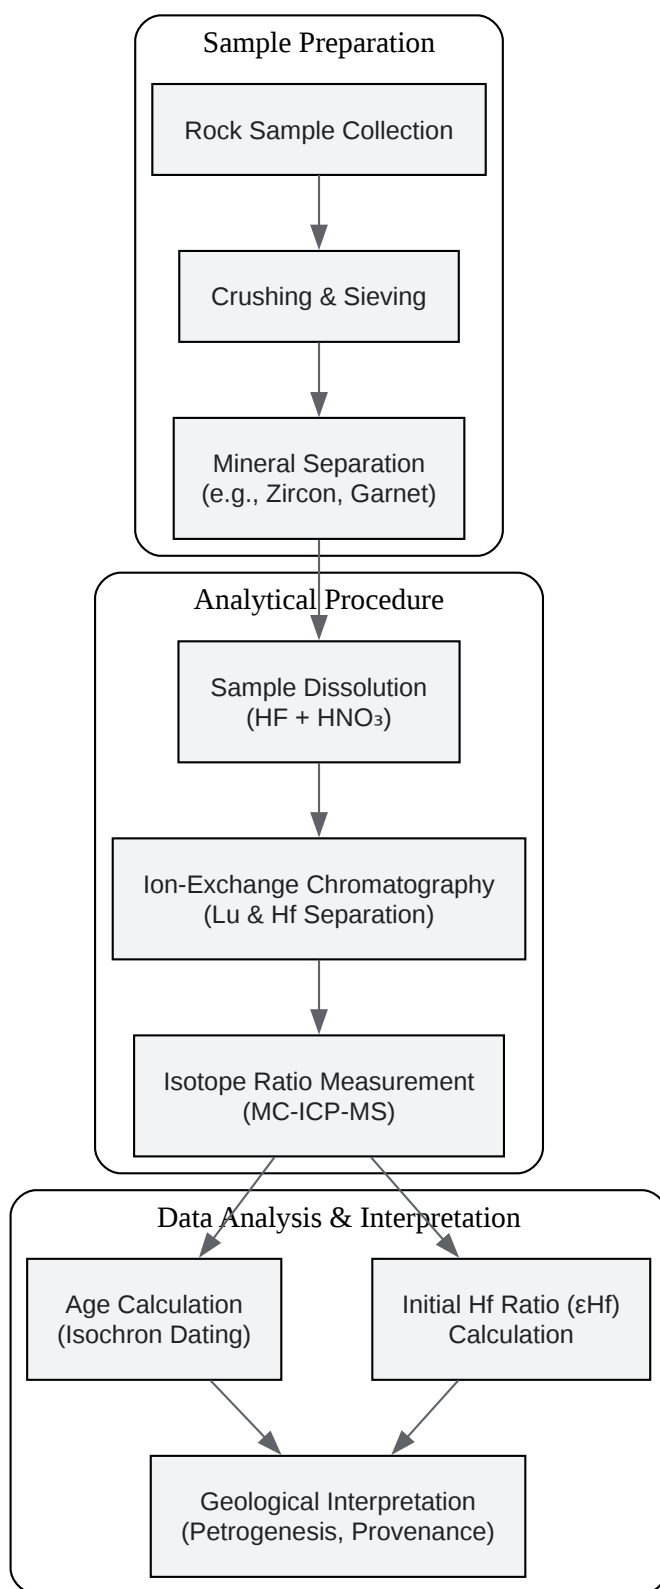 Sample Preparation
Rock Sample Collection
Crushing & Sieving
Mineral Separation
(e.g., Zircon, Garnet)
Analytical Procedure
Sample Dissolution
(HF + HNO₃)
Ion-Exchange Chromatography
(Lu & Hf Separation)
Isotope Ratio Measurement
(MC-ICP-MS)
Data Analysis & Interpretation
Age Calculation
(Isochron Dating)
Initial Hf Ratio (εHf)
Calculation
Geological Interpretation
(Petrogenesis, Provenance)